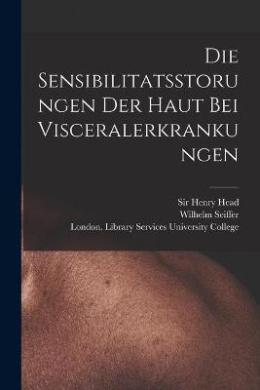 Die
Sensibilitatsstoru
ngen Der Haut Bei
Visceralerkranku
ngen
Sir Henry Head
Wilhelm Seiffer
London. Library Services University College